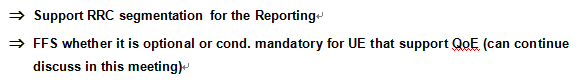 ⇒ Support RRC segmentation for the Reporting↵
⇒ FFS whether it is optional or cond. mandatory for UE that support QoE (can continue
discuss in this meeting)↵